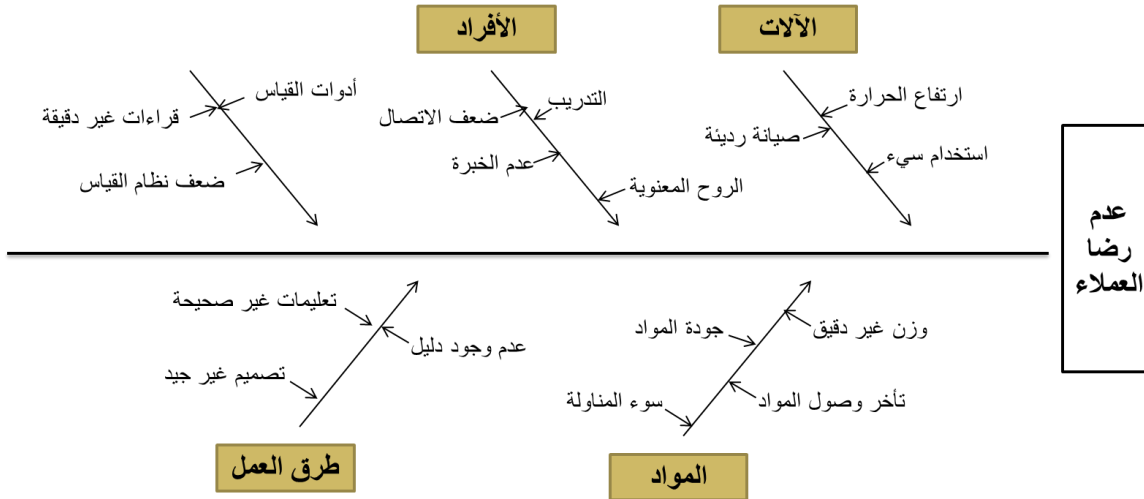 الآلات
الأفراد
ارتفاع الحرارة
صيانة رديئة
استخدام سيء
التدريب
ضعف الاتصال
عدم الخبرة
الروح المعنوية
أدوات القياس
قراءات غير دقيقة
ضعف نظام القياس
عدم
رضا
العملاء
وزن غير دقيق
جودة المواد
تأخر وصول المواد
سوء المناولة
تعليمات غير صحيحة
عدم وجود دليل
تصميم غير جيد
المواد
طرق العمل